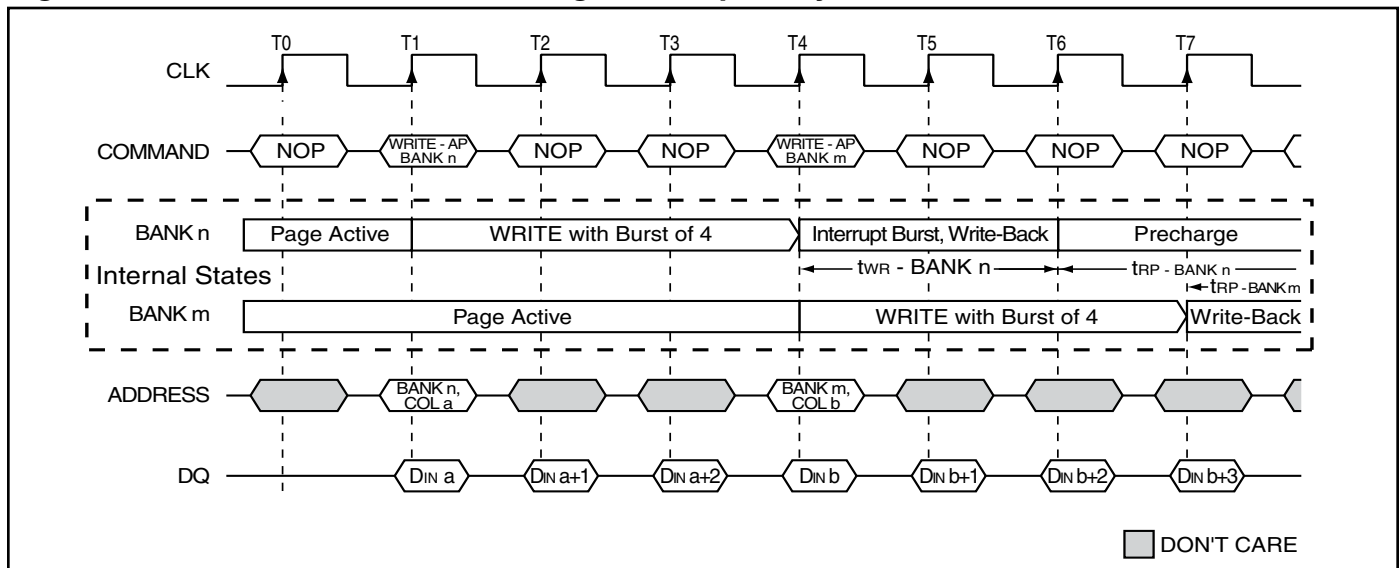 T0 T1 T2 T3 T4 T5 T6 T7
CLK
COMMAND NOP WRITE - AP BANK n NOP NOP WRITE - AP BANK m NOP NOP NOP
BANK n Page Active WRITE with Burst of 4 Interrupt Burst, Write-Back Precharge
Internal States tWR - BANK n tRP - BANK n
tRP - BANK m
BANK m Page Active WRITE with Burst of 4 Write-Back
ADDRESS BANK n, COL a BANK m, COL b
DQ DIN a DIN a+1 DIN a+2 DIN b DIN b+1 DIN b+2 DIN b+3
DON'T CARE